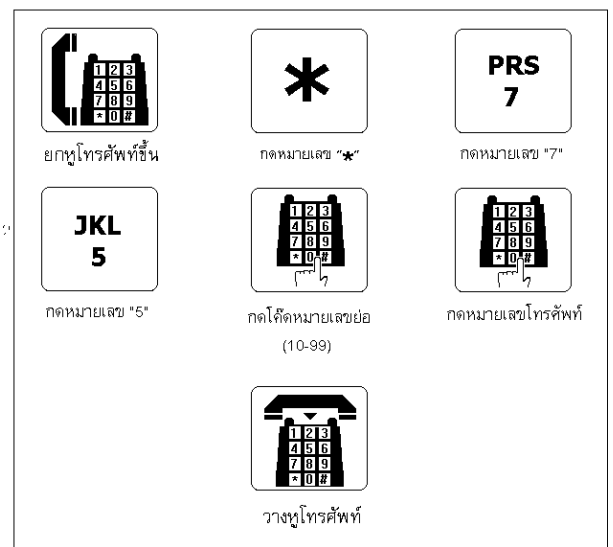 1 2 3
4 5 6
7 8 9
* 0 #
ยกหูโทรศัพท์ขึ้น
*
กดหมายเลข "*"
PRS
7
กดหมายเลข "7"
JKL
5
กดหมายเลข "5"
1 2 3
4 5 6
7 8 9
* 0 #
กดโค๊ดหมายเลขย่อ
(10-99)
1 2 3
4 5 6
7 8 9
* 0 #
กดหมายเลขโทรศัพท์
1 2 3
4 5 6
7 8 9
* 0 #
วางหูโทรศัพท์